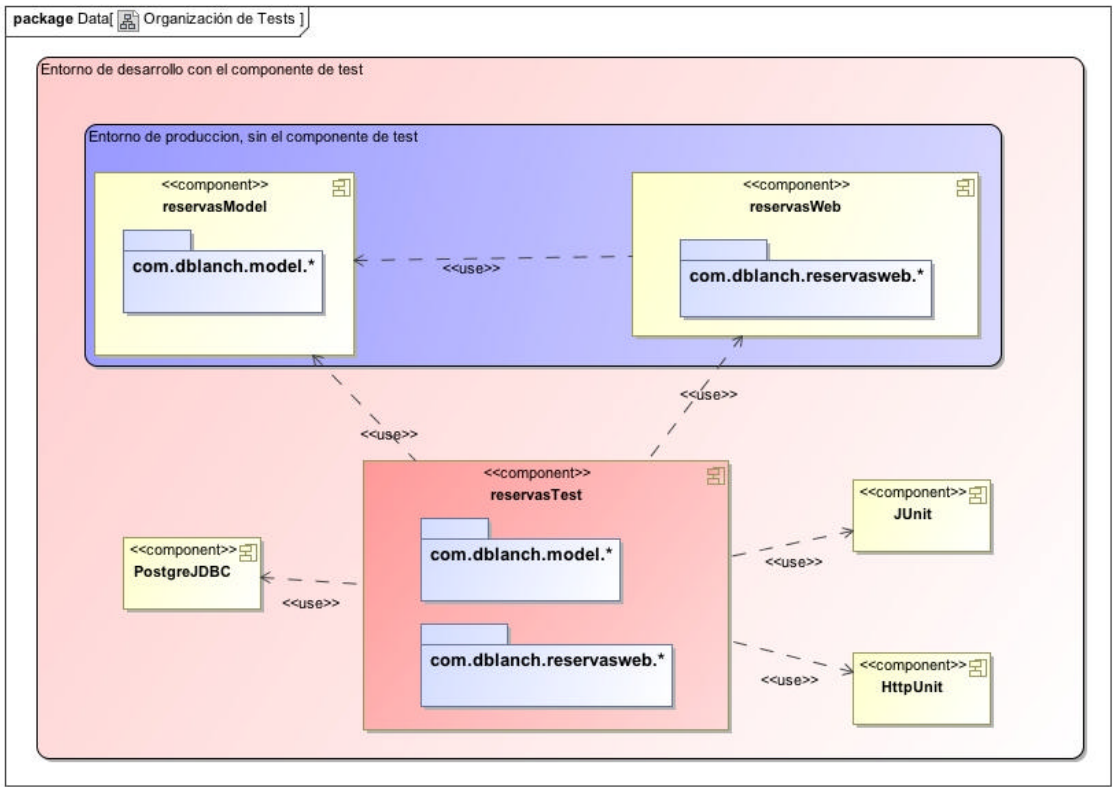 package Data[ Organización de Tests ]
Entorno de desarrollo con el componente de test
Entorno de produccion, sin el componente de test
<<component>>
reservasModel
com.dblanch.model.*
<<use>>
<<component>>
reservasWeb
com.dblanch.reservasweb.*
<<use>>
<<use>>
<<component>>
reservasTest
com.dblanch.model.*
com.dblanch.reservasweb.*
<<component>>
PostgreJDBC
<<use>>
<<component>>
JUnit
<<use>>
<<component>>
HttpUnit
<<use>>